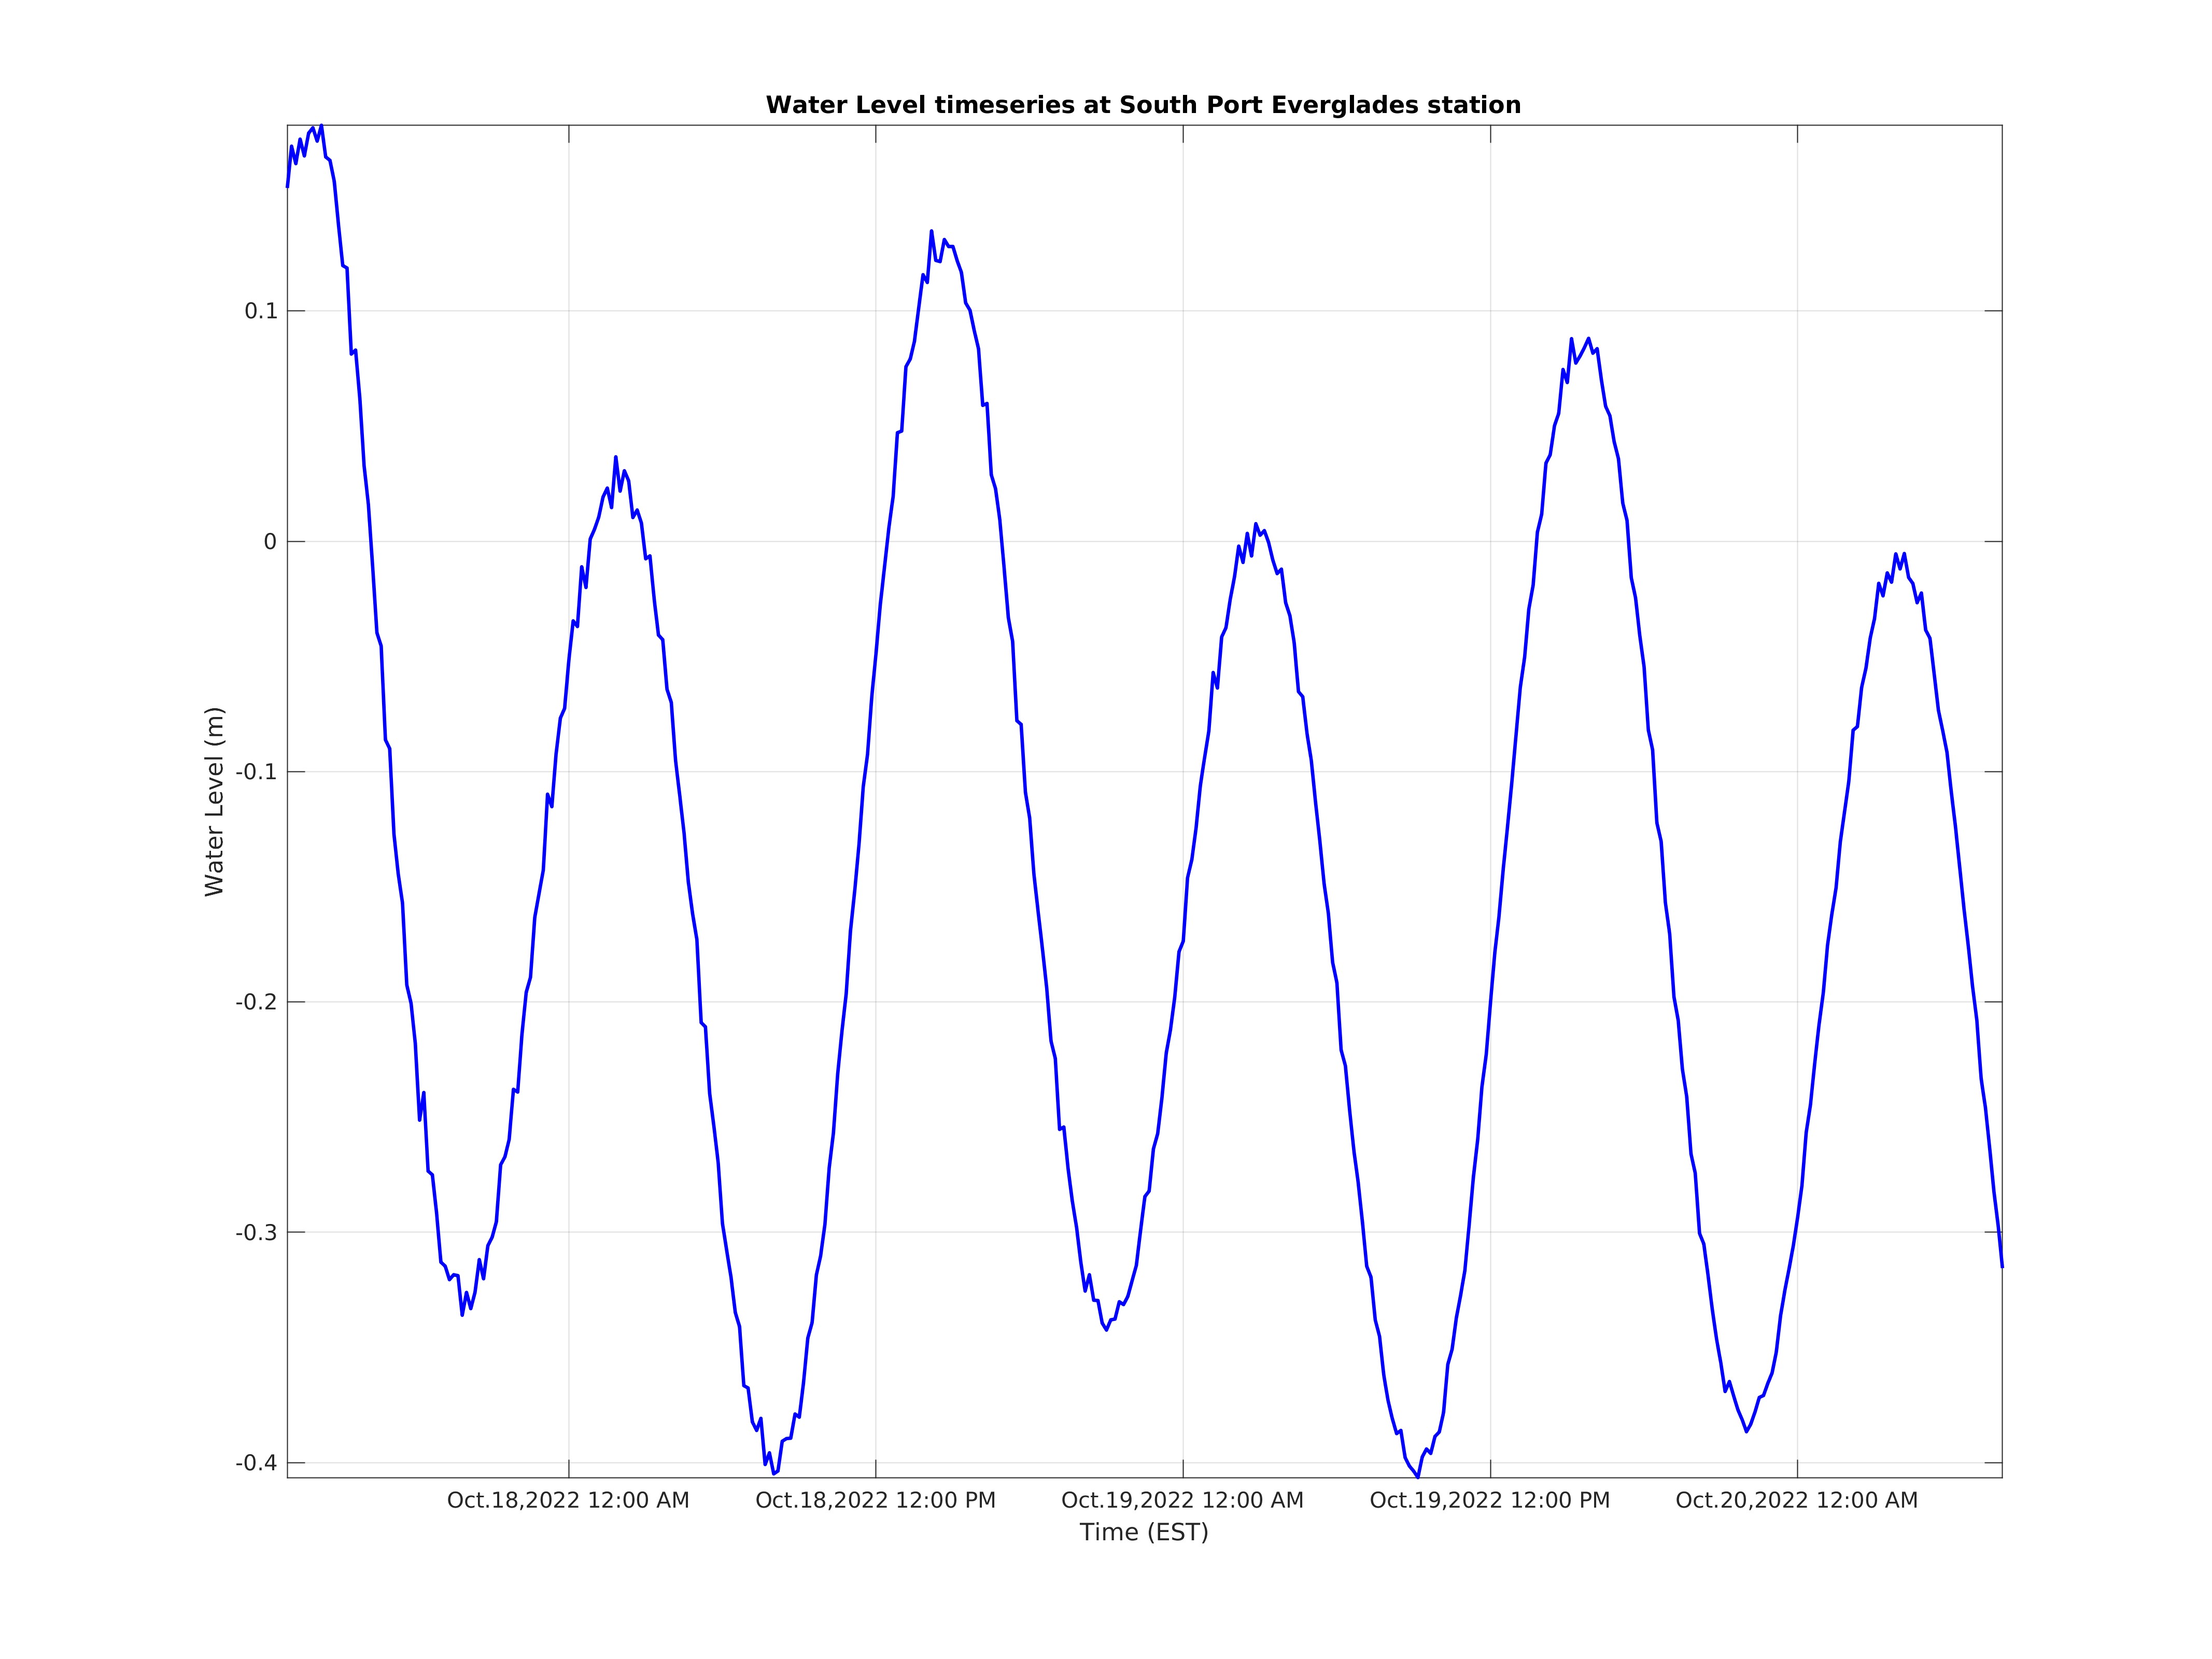 Water Level timeseries at South Port Everglades station
0.1
0
-0.1
-0.2
-0.3
-0.4
Water Level (m)
Oct.18,2022 12:00 AM
Oct.18,2022 12:00 PM
Oct.19,2022 12:00 AM
Oct.19,2022 12:00 PM
Oct.20,2022 12:00 AM
Time (EST)